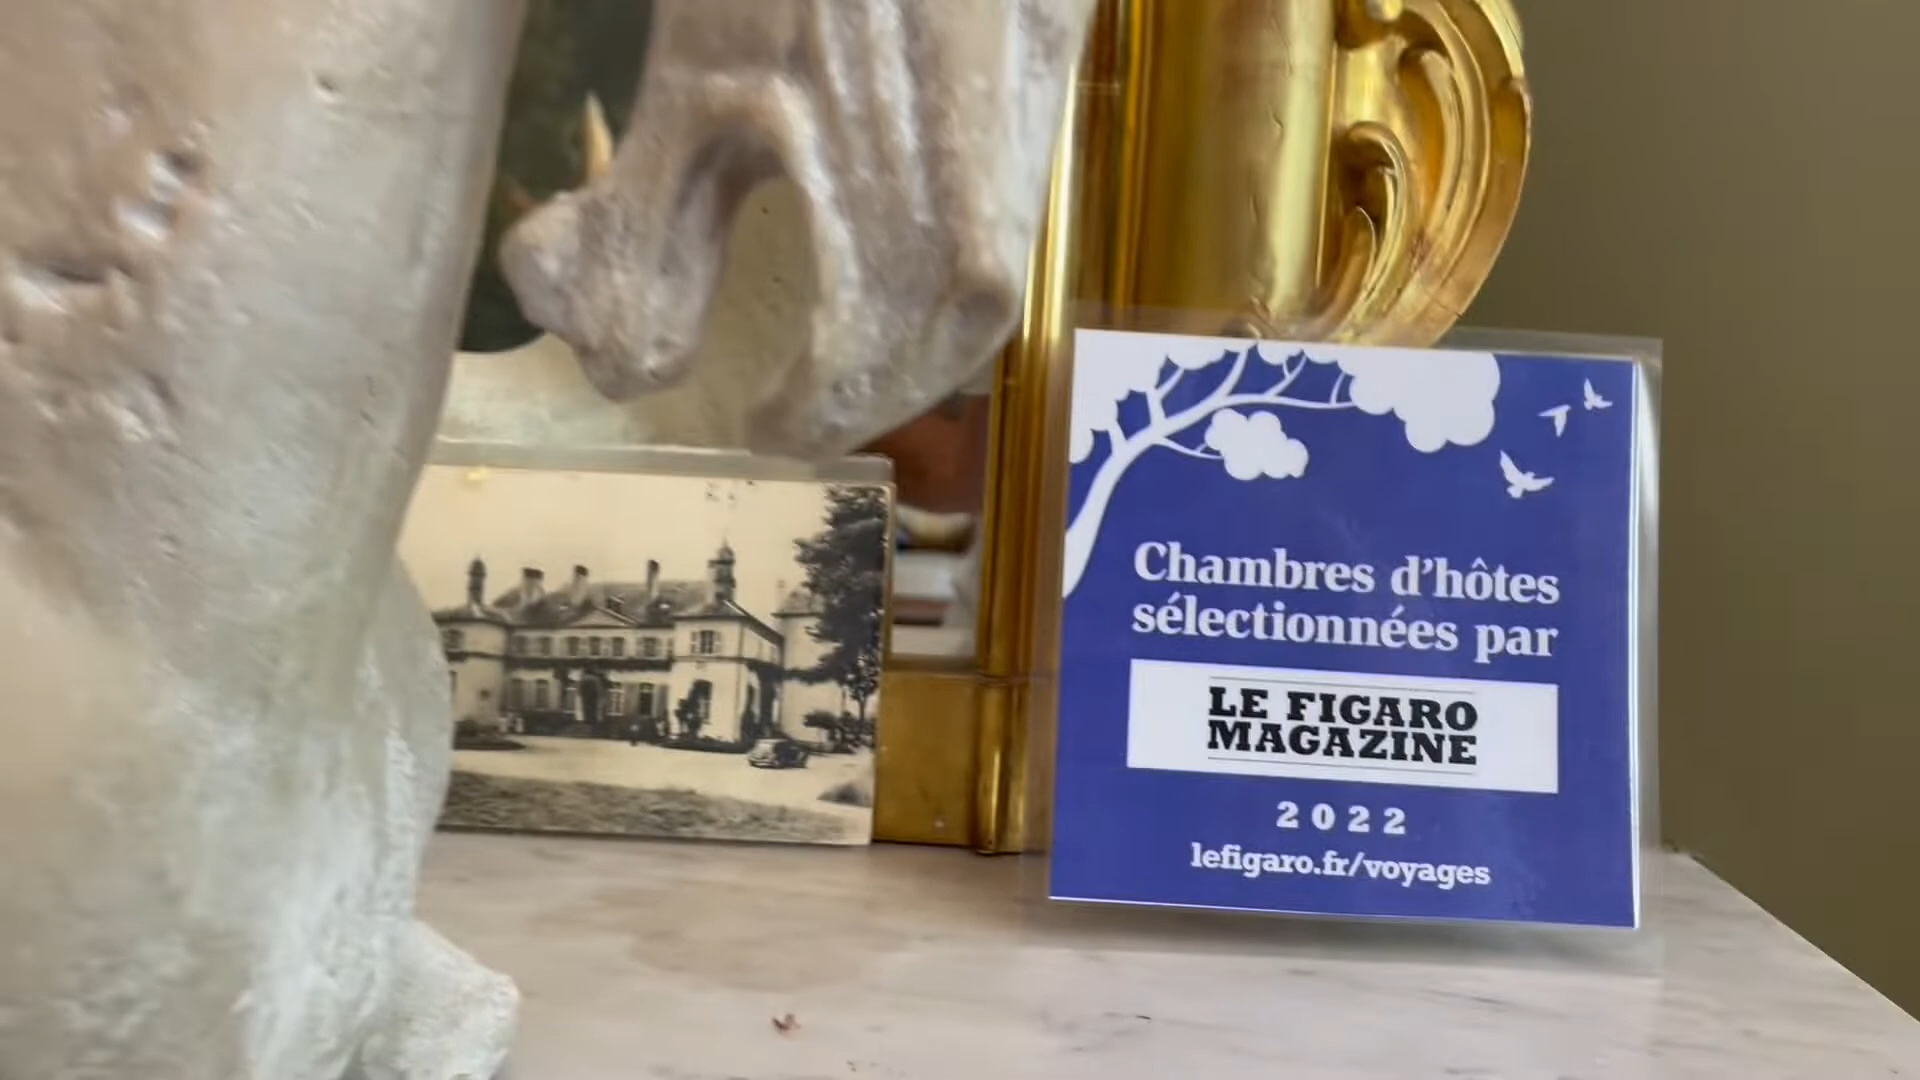 Chambres d'hôtes
sélectionnées par
LE FIGARO
MAGAZINE
2022
lefigaro.fr/voyages